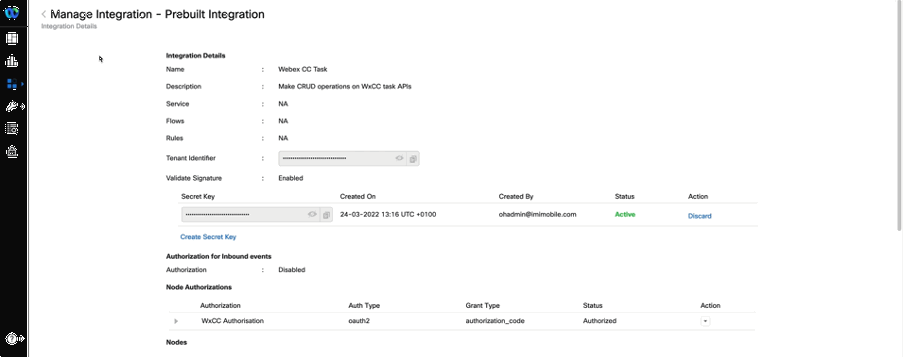 Manage Integration - Prebuilt Integration
Integration Details
Integration Details
Name : Webex CC Task
Description : Make CRUD operations on WxCC task APIs
Service : NA
Flows : NA
Rules : NA
Tenant Identifier :
Validate Signature : Enabled
Secret Key Created On Created By Status Action
24-03-2022 13:16 UTC +0100 ohadmin@imimobile.com Active Discard
Create Secret Key
Authorization for Inbound events
Authorization : Disabled
Node Authorizations
Authorization Auth Type Grant Type Status Action
WxCC Authorisation oauth2 authorization_code Authorized
Nodes